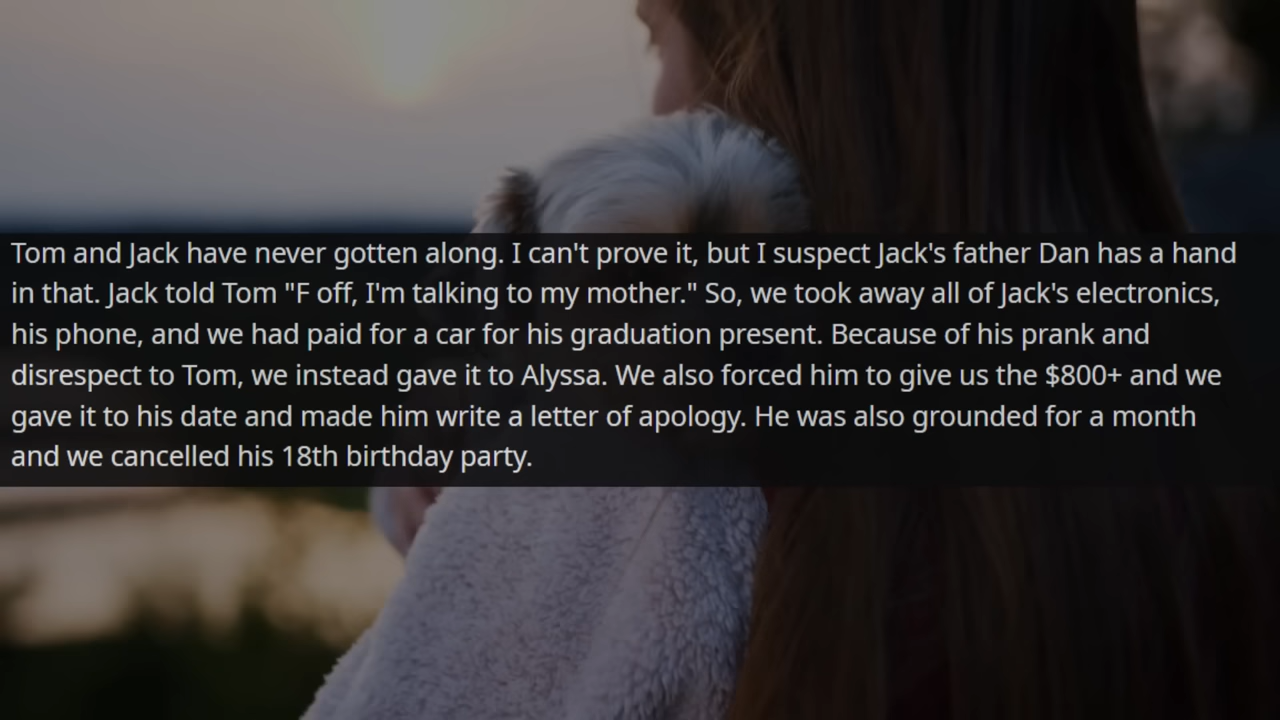 Tom and Jack have never gotten along. I can't prove it, but I suspect Jack's father Dan has a hand
in that. Jack told Tom "F off, I'm talking to my mother." So, we took away all of Jack's electronics,
his phone, and we had paid for a car for his graduation present. Because of his prank and
disrespect to Tom, we instead gave it to Alyssa. We also forced him to give us the $800+ and we
gave it to his date and made him write a letter of apology. He was also grounded for a month
and we cancelled his 18th birthday party.